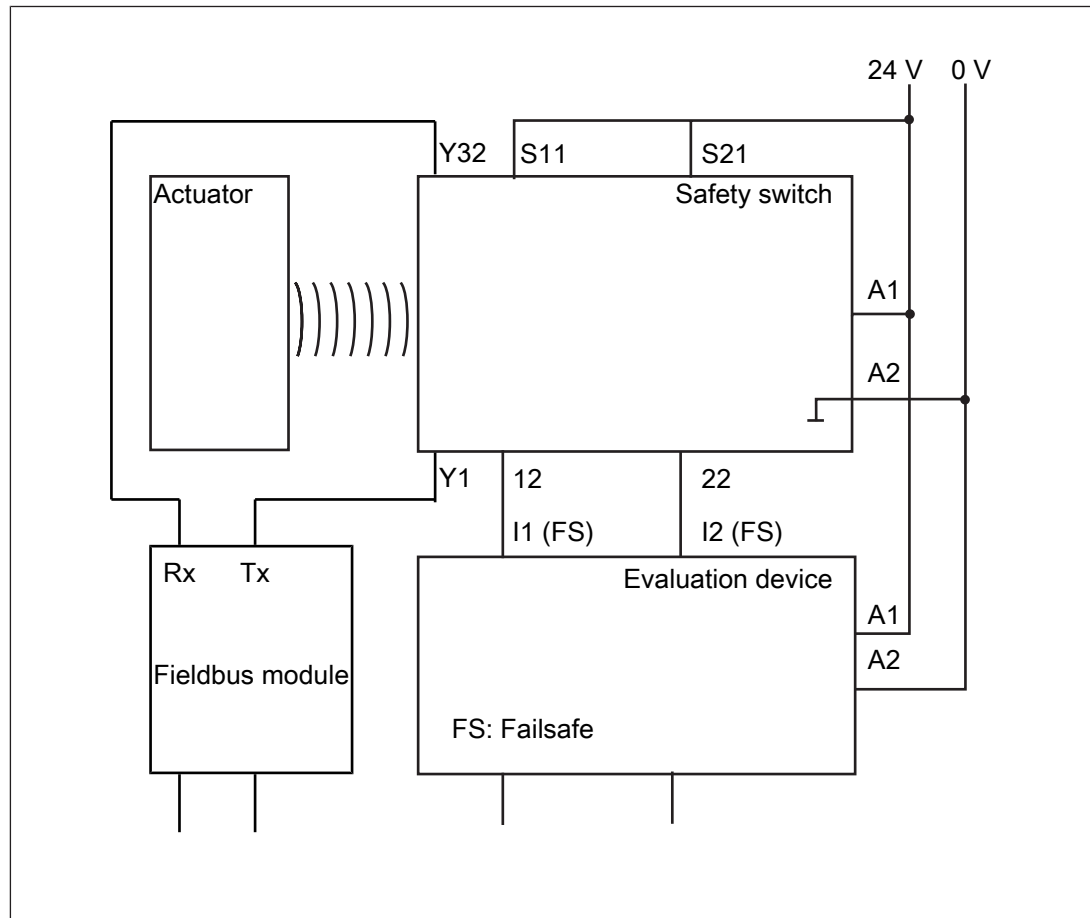 24 V 0 V
Y32 S11 S21
Actuator Safety switch
A1
A2
Y1 12 22
I1 (FS) I2 (FS)
Rx Tx Evaluation device
A1
A2
Fieldbus module
FS: Failsafe